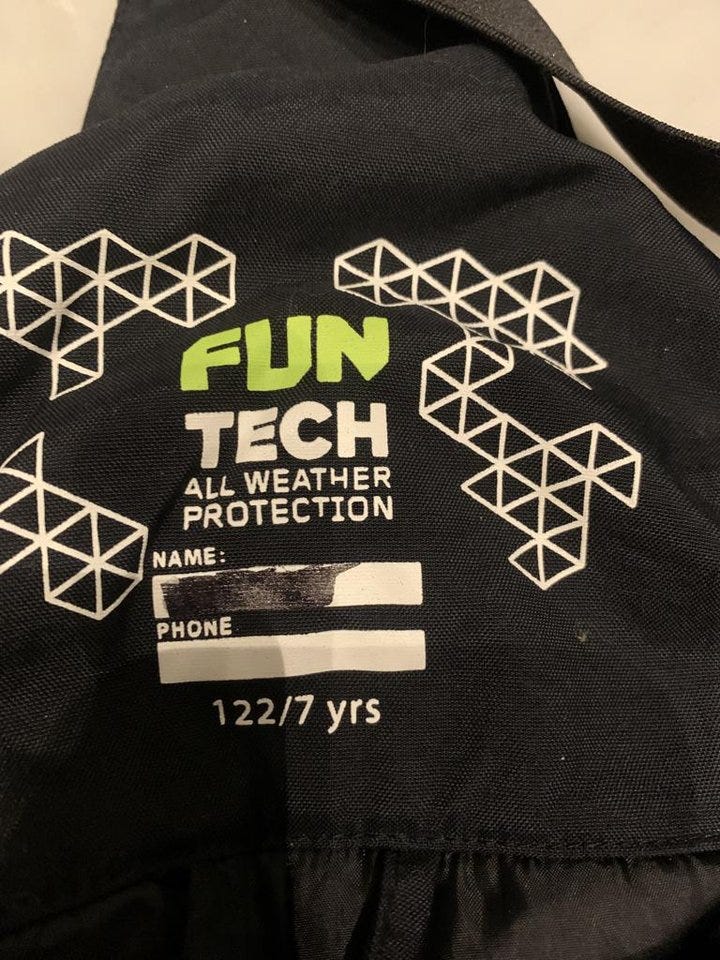 FUN
TECH
ALL WEATHER
PROTECTION
NAME:
PHONE
122/7 yrs